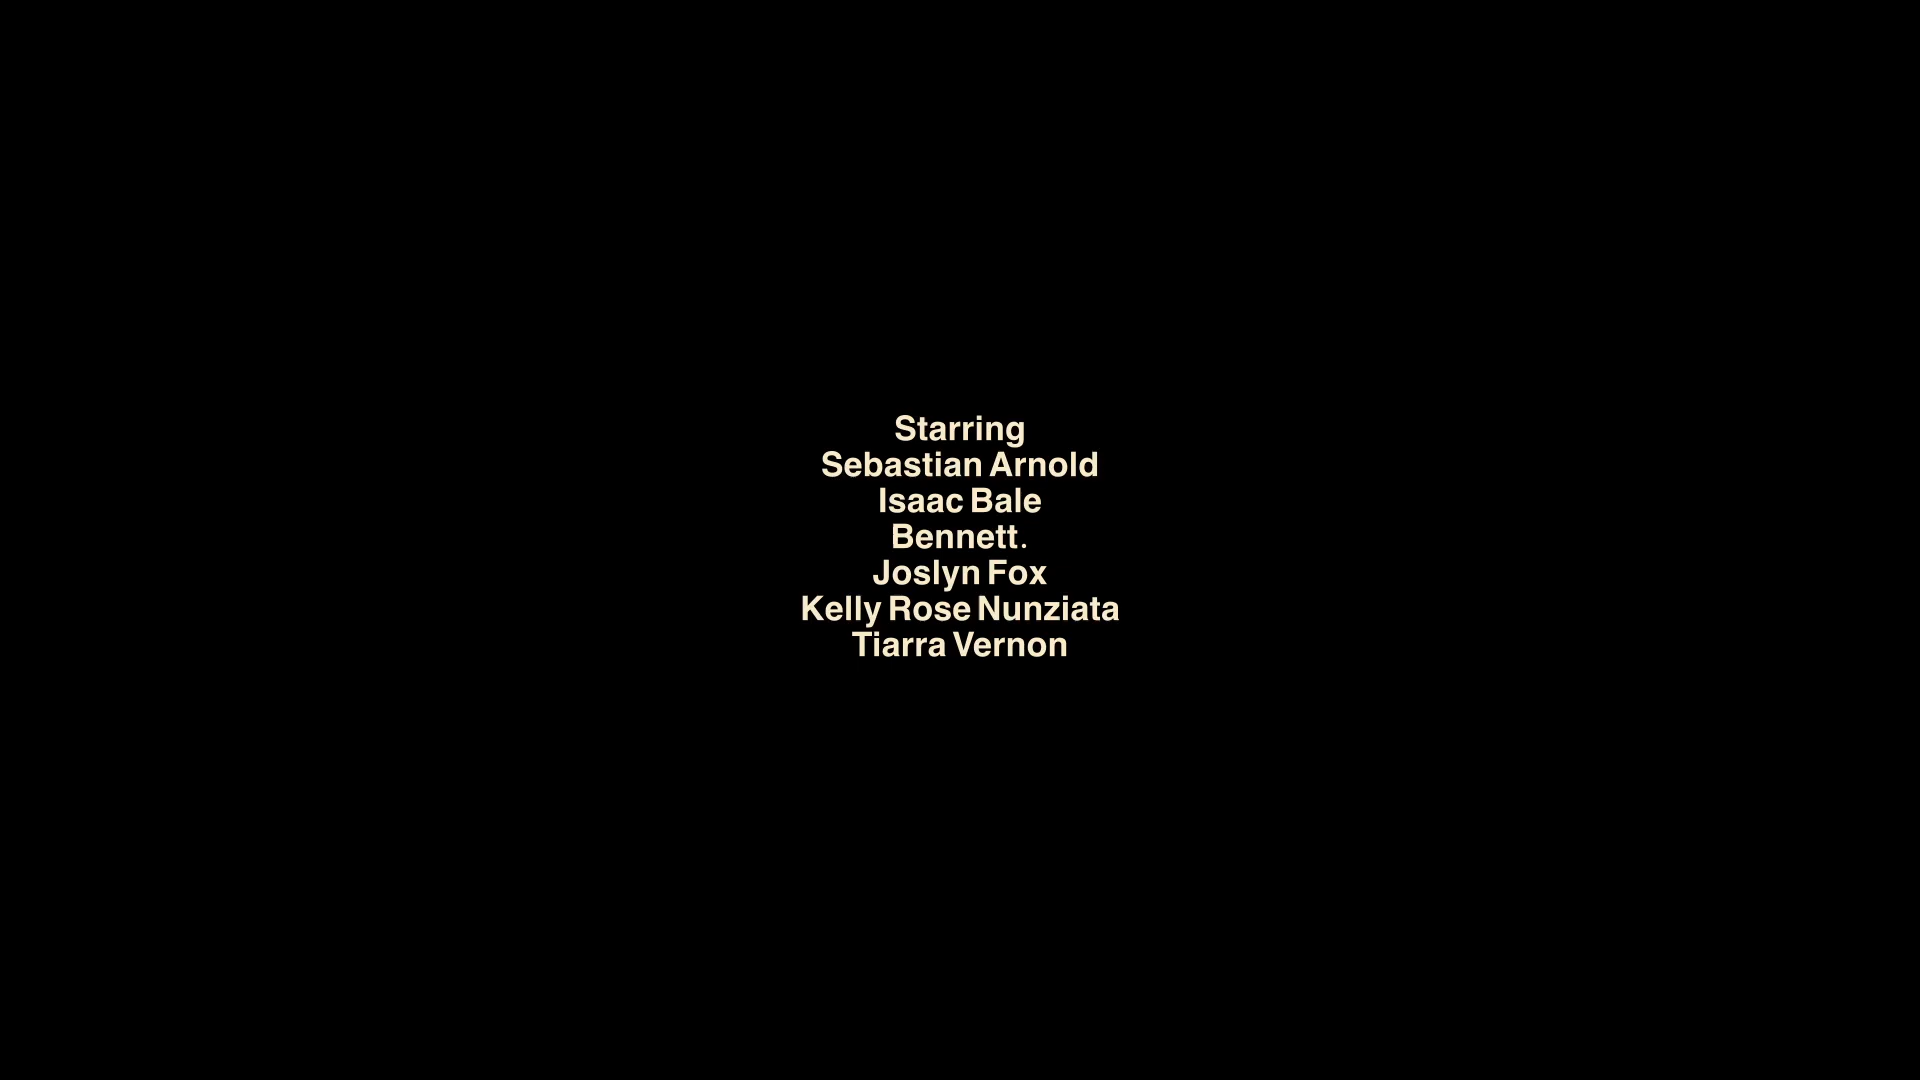 Starring
Sebastian Arnold
Isaac Bale
Bennett.
Joslyn Fox
Kelly Rose Nunziata
Tiarra Vernon